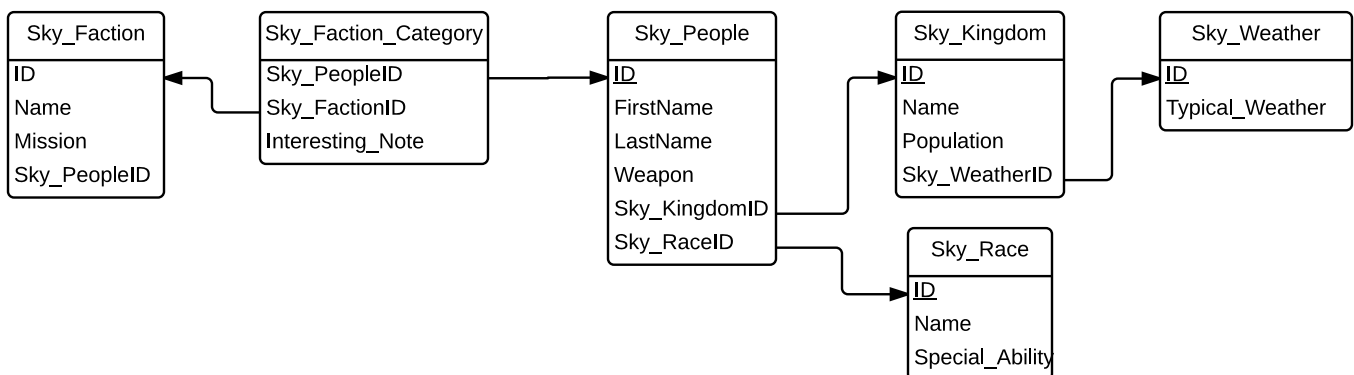 Sky_Faction
ID
Name
Mission
Sky_PeopleID
Sky_Faction_Category
Sky_PeopleID
Sky_FactionID
Interesting_Note
Sky_People
ID
FirstName
LastName
Weapon
Sky_KingdomID
Sky_RaceID
Sky_Kingdom
ID
Name
Population
Sky_WeatherID
Sky_Weather
ID
Typical_Weather
Sky_Race
ID
Name
Special_Ability